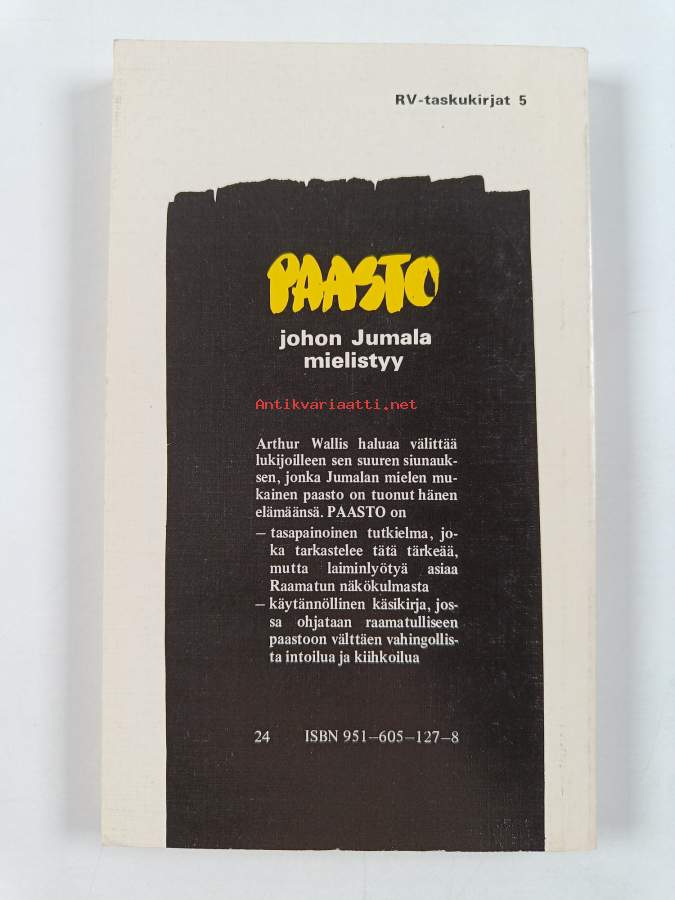 RV-taskukirjat 5
PAASTO
johon Jumala
mielistyy
Antikvariaatti.net
Arthur Wallis haluaa välittää
lukijoilleen sen suuren siunauk-
sen, jonka Jumalan mielen mu-
kainen paasto on tuonut hänen
elämäänsä. PAASTO on
– tasapainoinen tutkielma, jo-
ka tarkastelee tätä tärkeää,
mutta laiminlyötyä asiaa
Raamatun näkökulmasta
– käytännöllinen käsikirja, jos-
sa ohjataan raamatulliseen
paastoon välttäen vahingollis-
ta intoilua ja kiihkoilua
24 ISBN 951–605–127–8